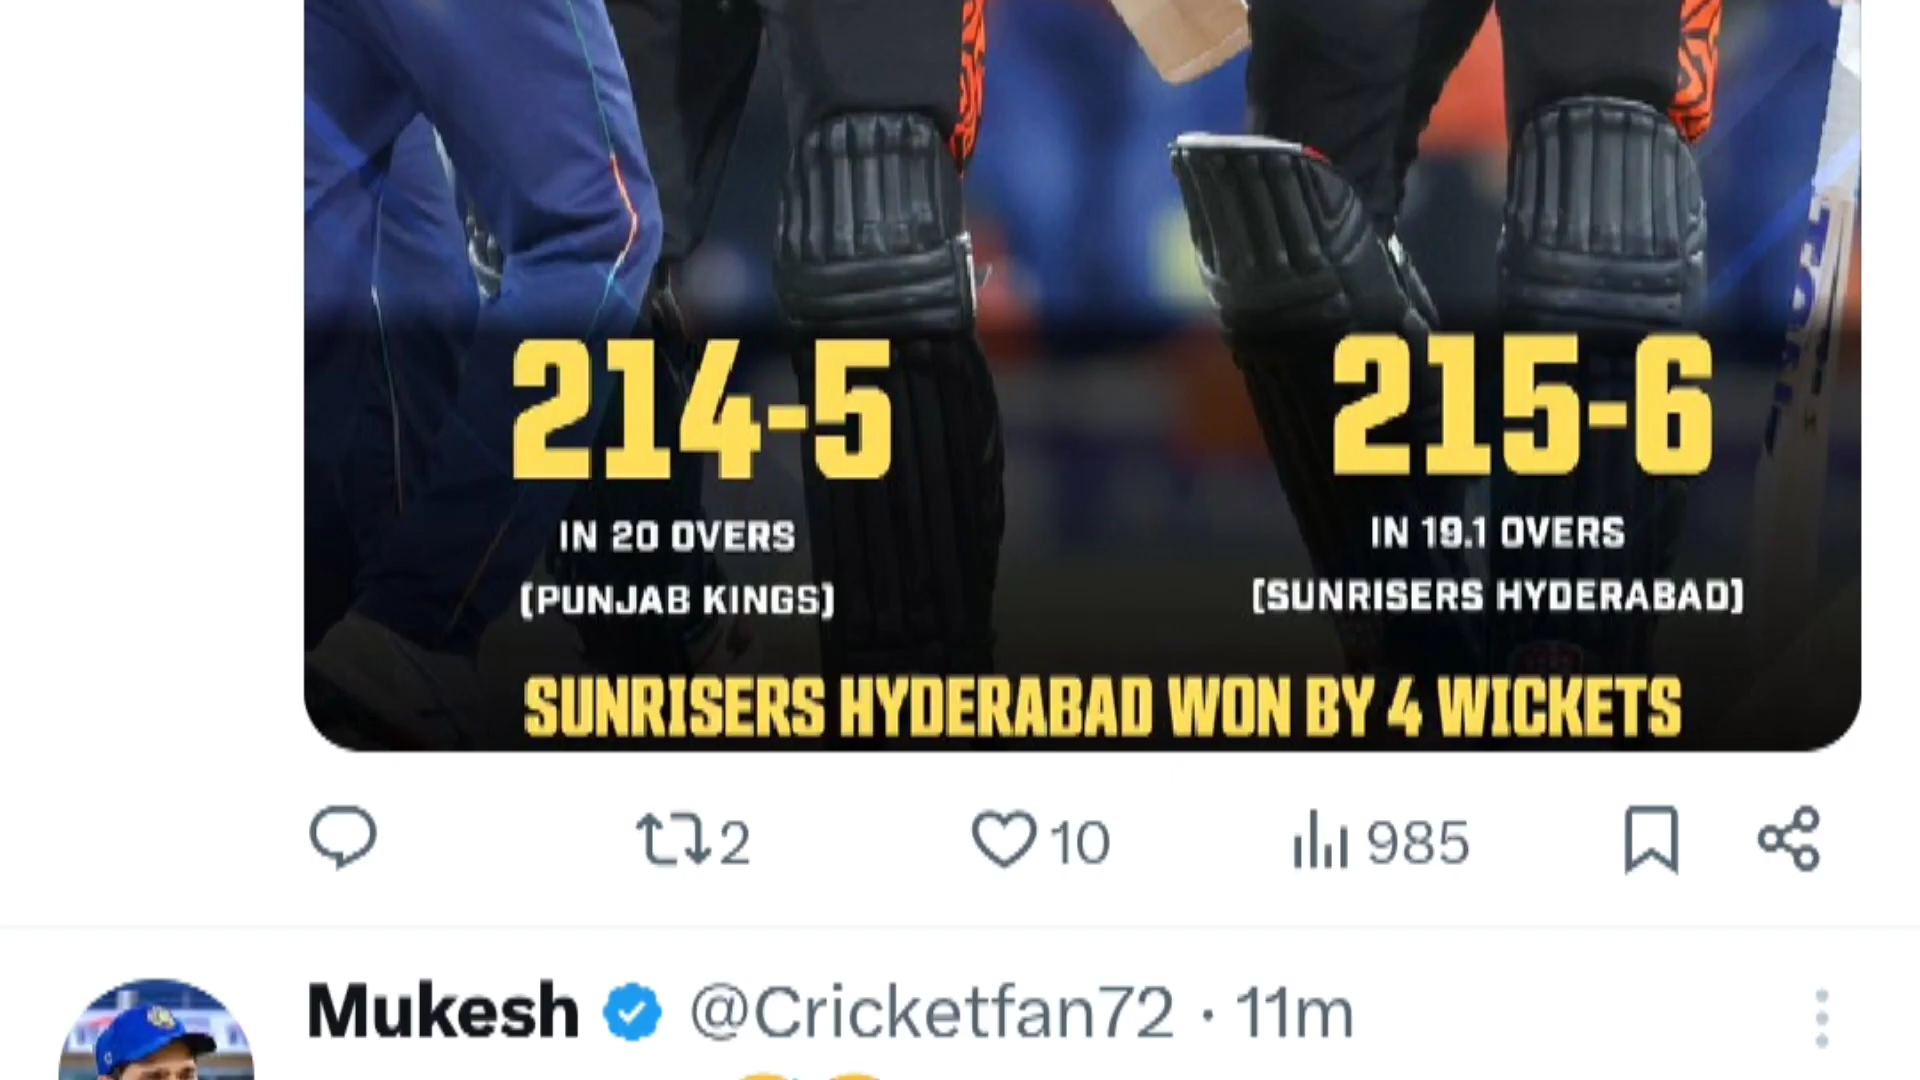 214-5
215-6
IN 20 OVERS
IN 19.1 OVERS
(PUNJAB KINGS)
(SUNRISERS HYDERABAD)
SUNRISERS HYDERABAD WON BY 4 WICKETS
2
10
985
Mukesh @Cricketfan72 · 11m